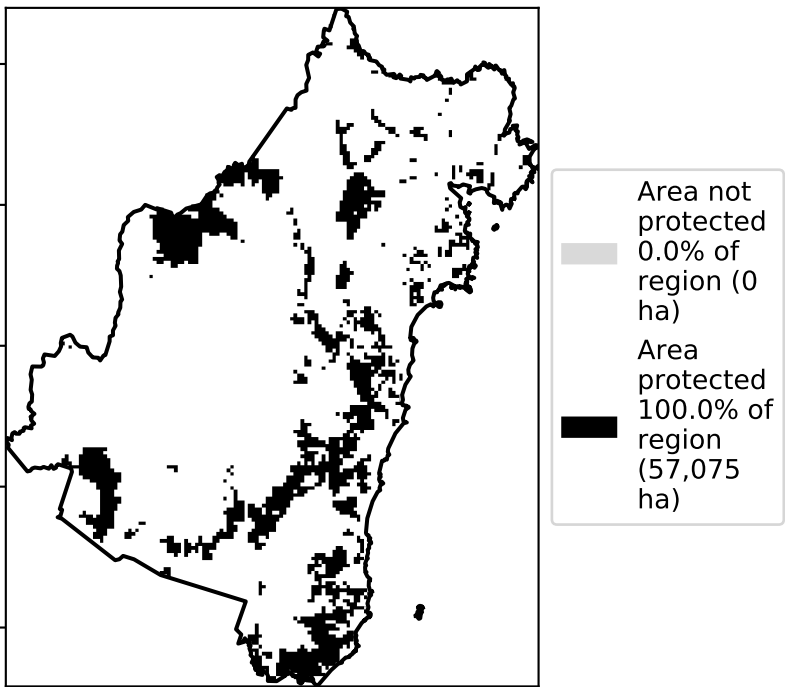 Area not
protected
0.0% of
region (0
ha)
Area
protected
100.0% of
region
(57,075
ha)